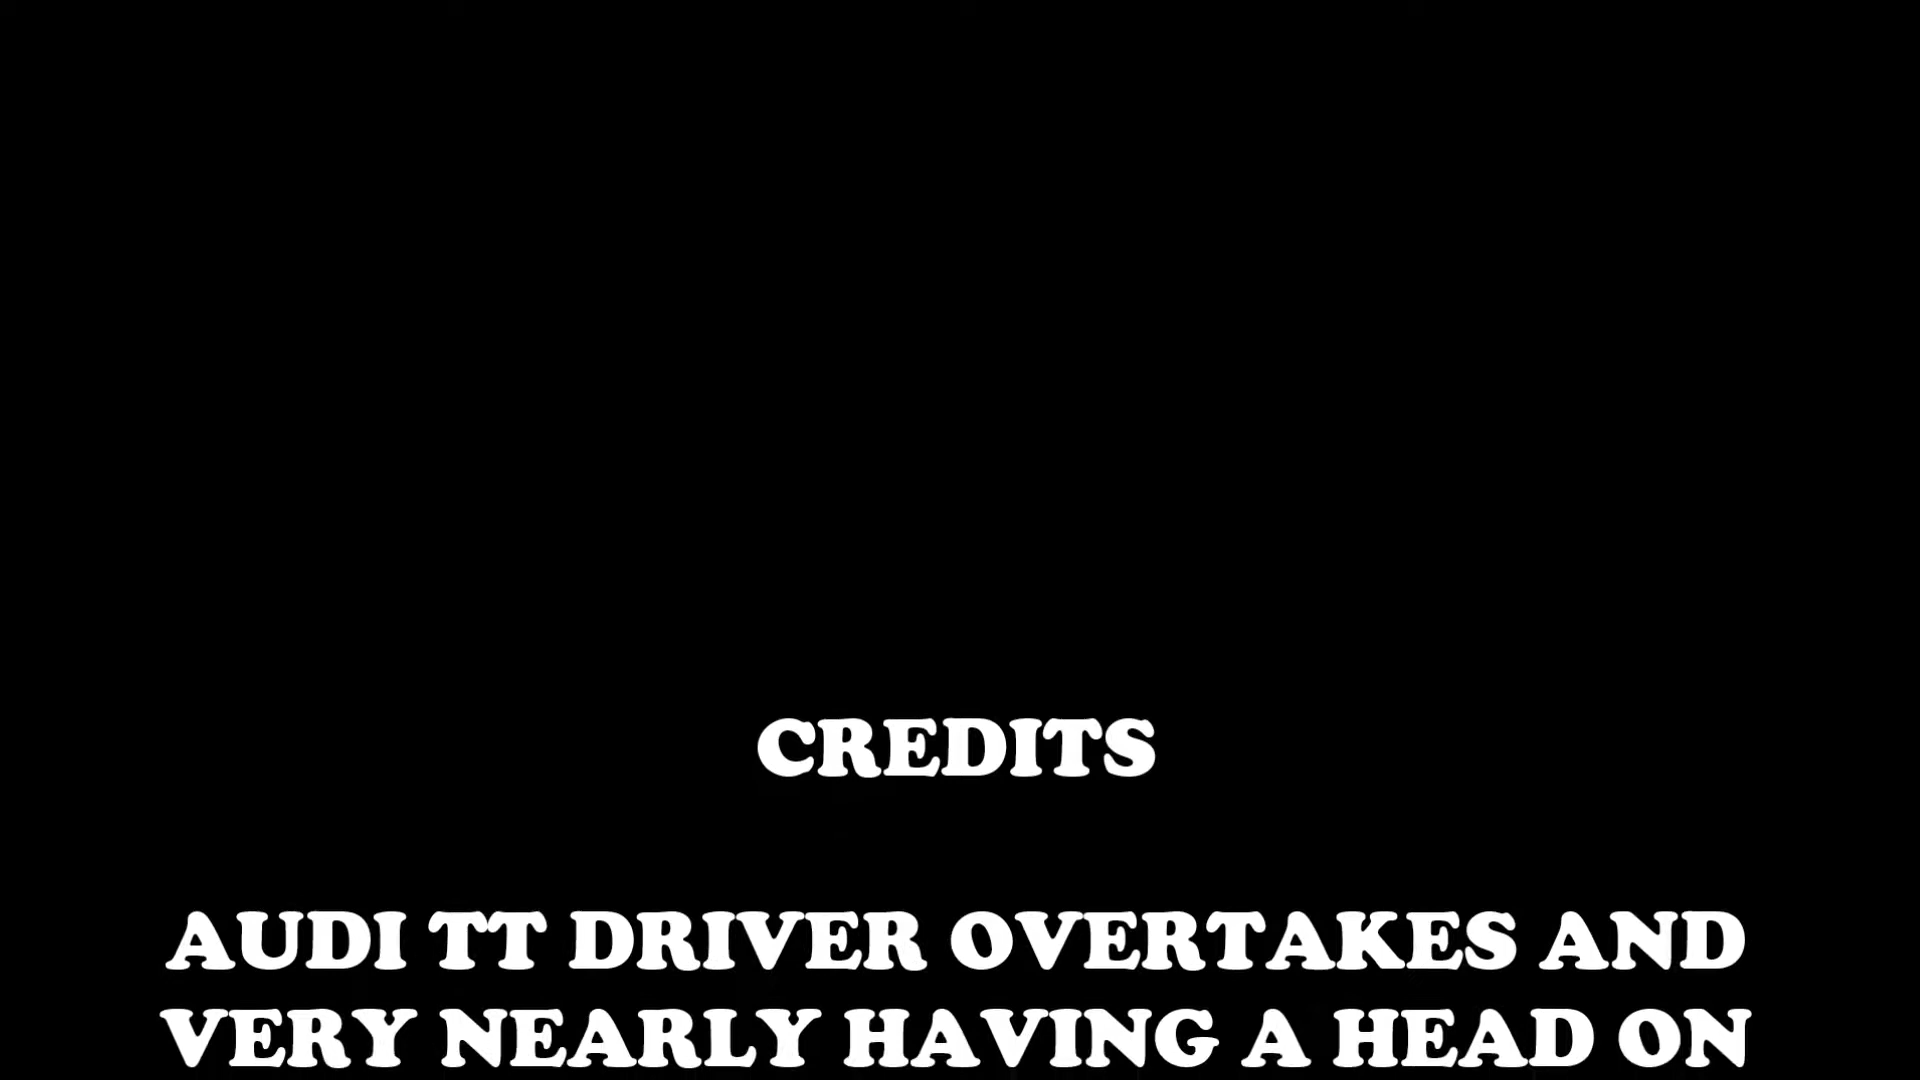 CREDITS
AUDI TT DRIVER OVERTAKES AND
VERY NEARLY HAVING A HEAD ON